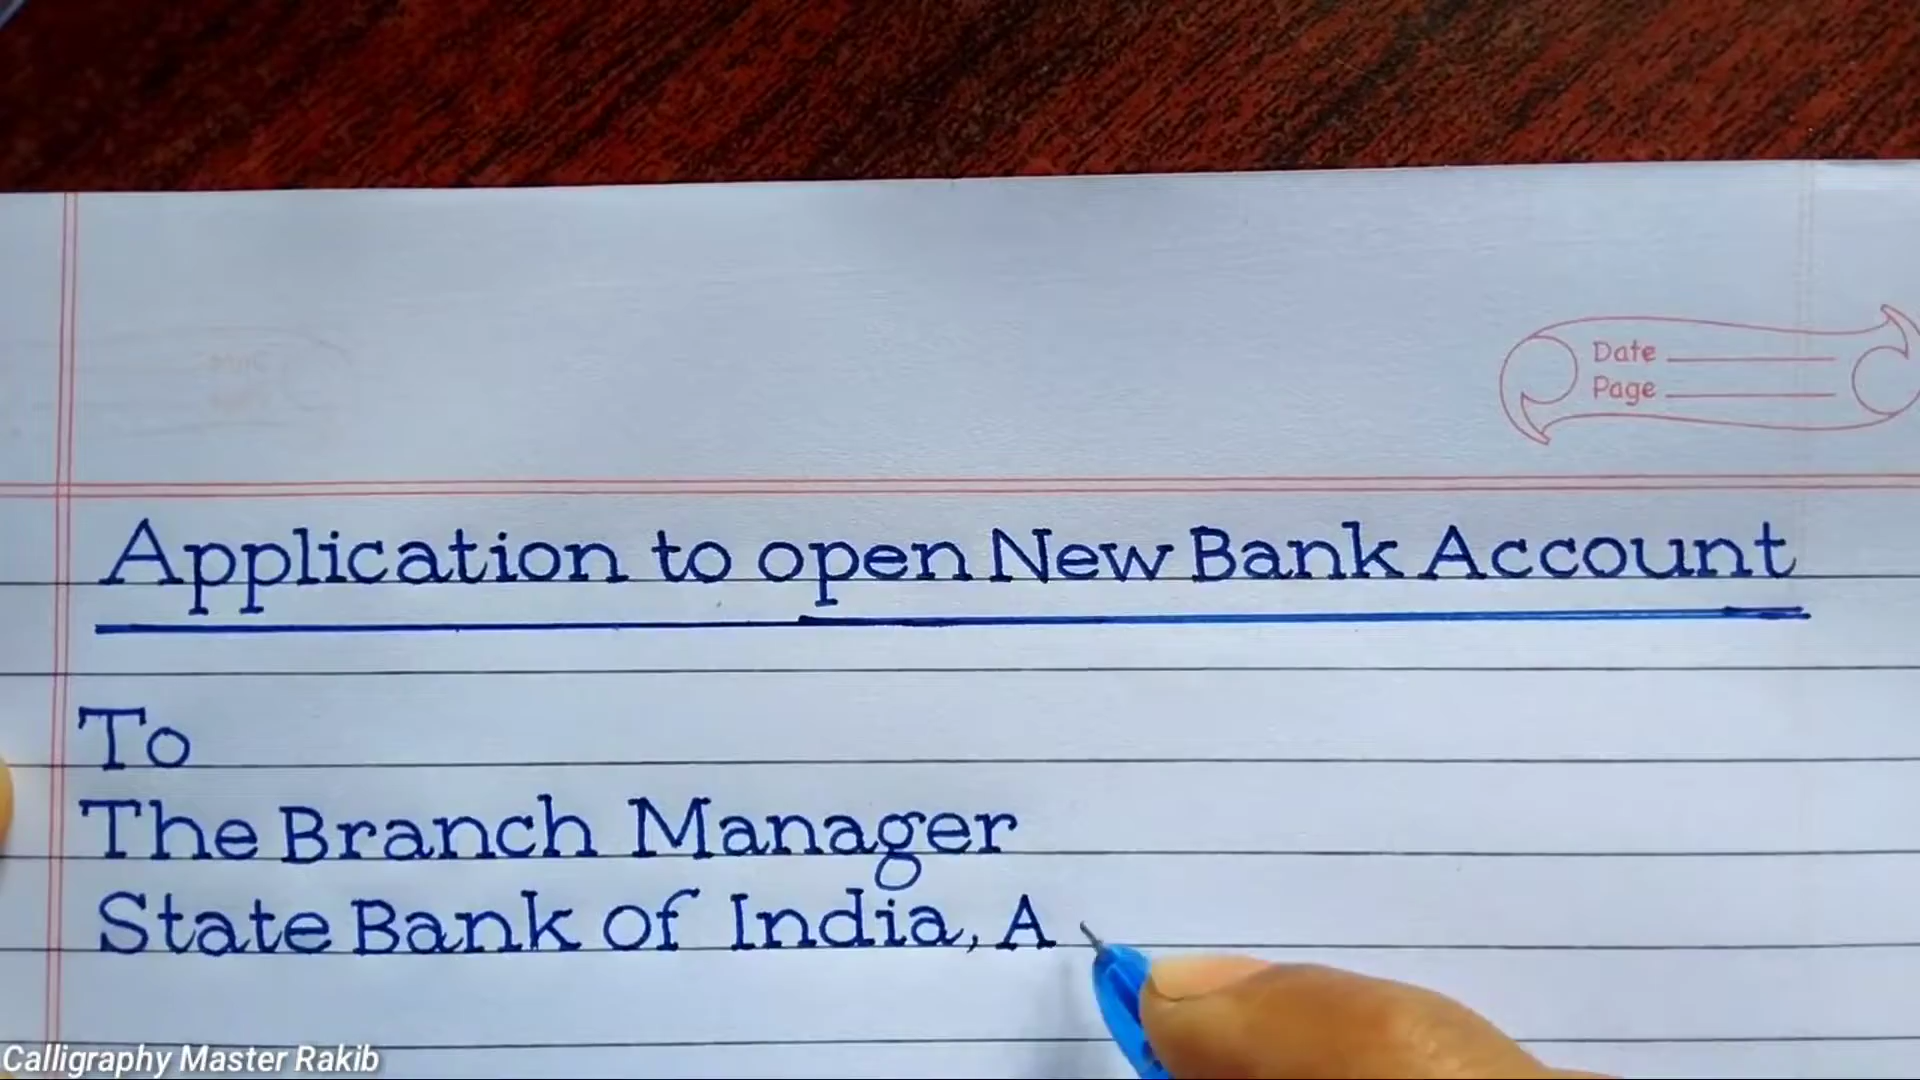 Date
Page
Application to open New Bank Account
To
The Branch Manager
State Bank of India, A
Calligraphy Master Rakib